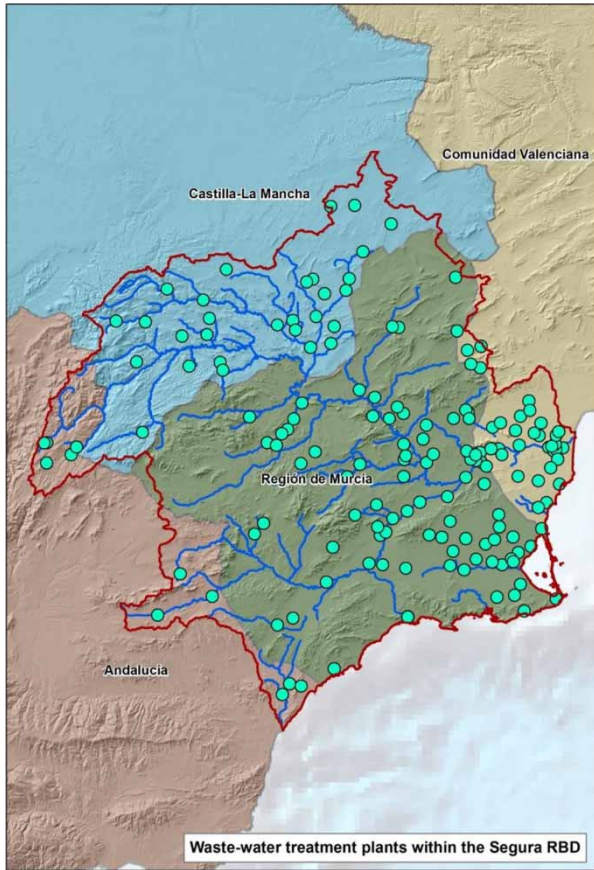 Comunidad Valenciana
Castilla-La Mancha
Región de Murcia
Andalucia
Waste-water treatment plants within the Segura RBD